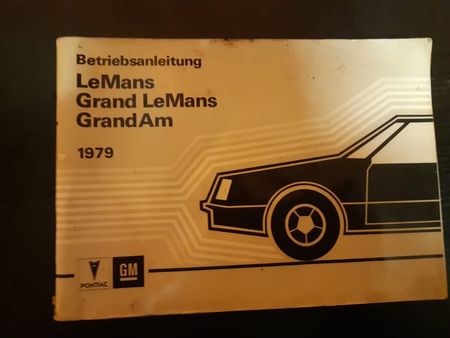 Betriebsanleitung
LeMans
Grand LeMans
GrandAm
1979
PONTIAC
GM